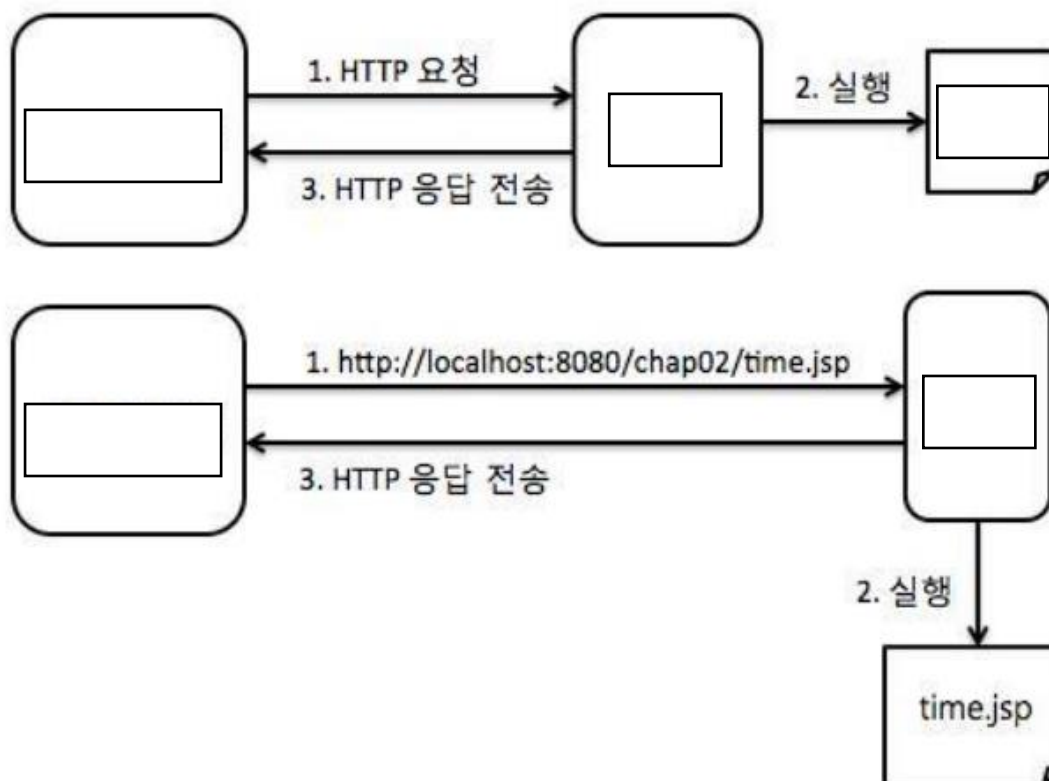 1. HTTP 요청
2. 실행
3. HTTP 응답 전송
1. http://localhost:8080/chap02/time.jsp
3. HTTP 응답 전송
2. 실행
time.jsp